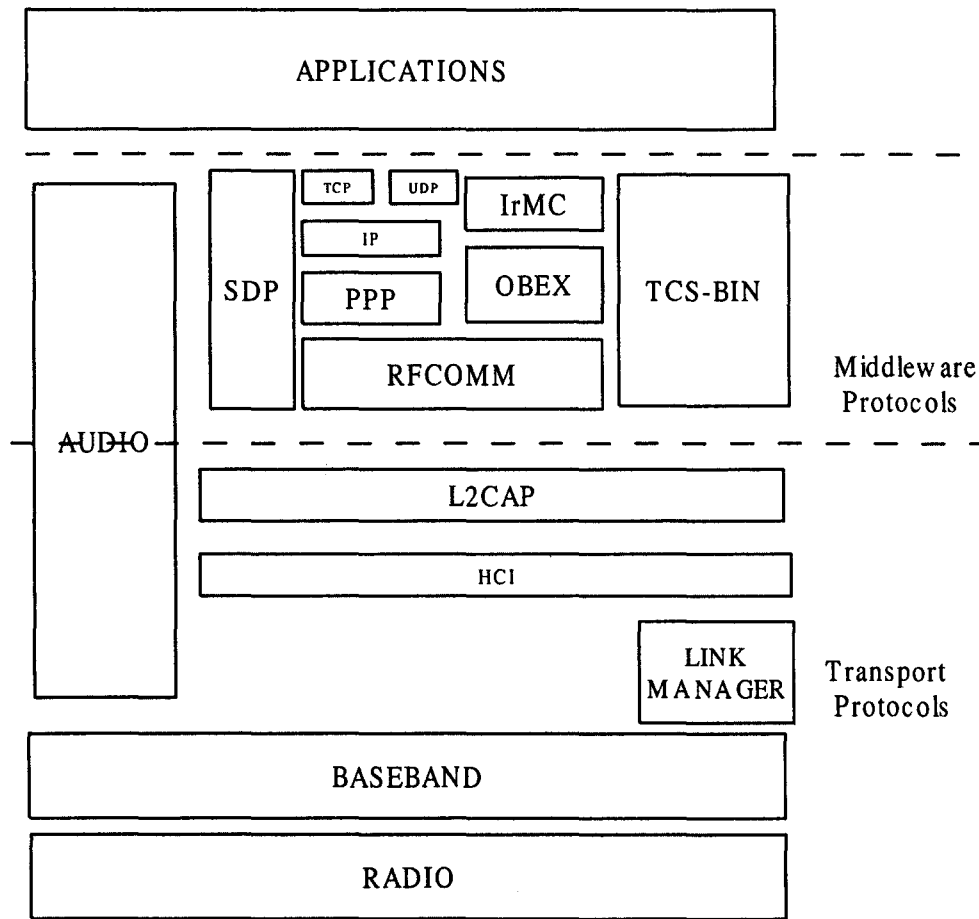 APPLICATIONS
TCP
UDP
IrMC
IP
SDP
PPP
OBEX
TCS-BIN
RFCOMM
Middleware
Protocols
AUDIO
L2CAP
HCI
LINK
MANAGER
Transport
Protocols
BASEBAND
RADIO